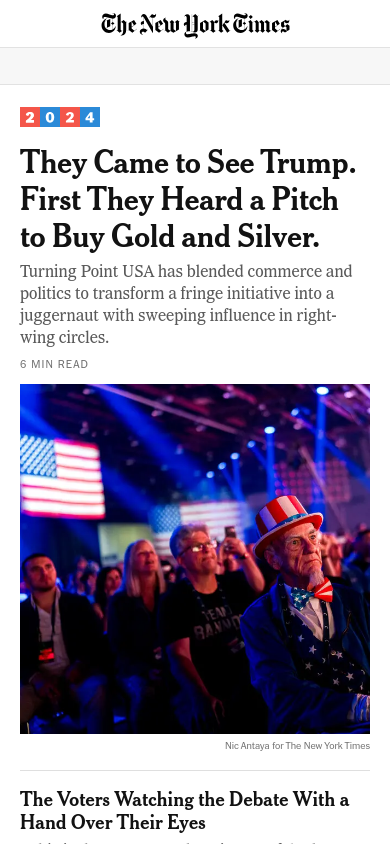 The New York Times
2024
They Came to See Trump.
First They Heard a Pitch
to Buy Gold and Silver.
Turning Point USA has blended commerce and
politics to transform a fringe initiative into a
juggernaut with sweeping influence in right-
wing circles.
6 MIN READ
Nic Antaya for The New York Times
The Voters Watching the Debate With a
Hand Over Their Eyes